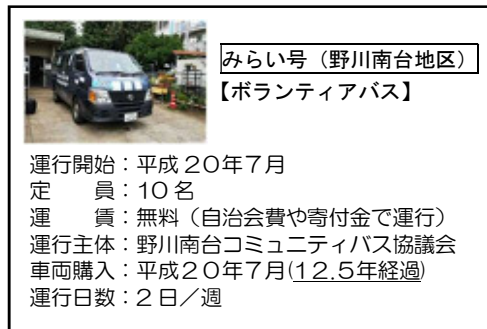 みらい号（野川南台地区）
【ボランティアバス】
運行開始：平成２０年７月
定　　員：１０名
運　　賃：無料（自治会費や寄付金で運行）
運行主体：野川南台コミュニティバス協議会
車両購入：平成２０年７月(１２.５年経過)
運行日数：２日／週